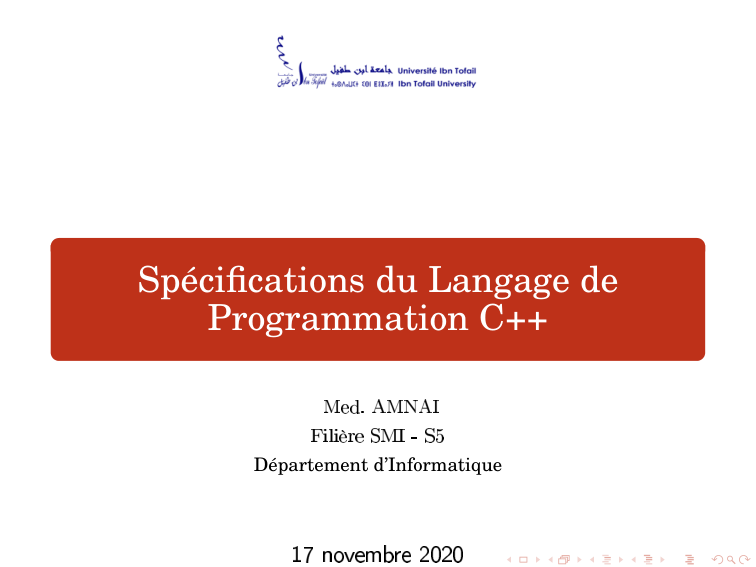 جامعة ابن طفيل Université Ibn Tofail
Ibn Tofail University
Spécifications du Langage de
Programmation C++
Med. AMNAI
Filière SMI - S5
Département d'Informatique
17 novembre 2020